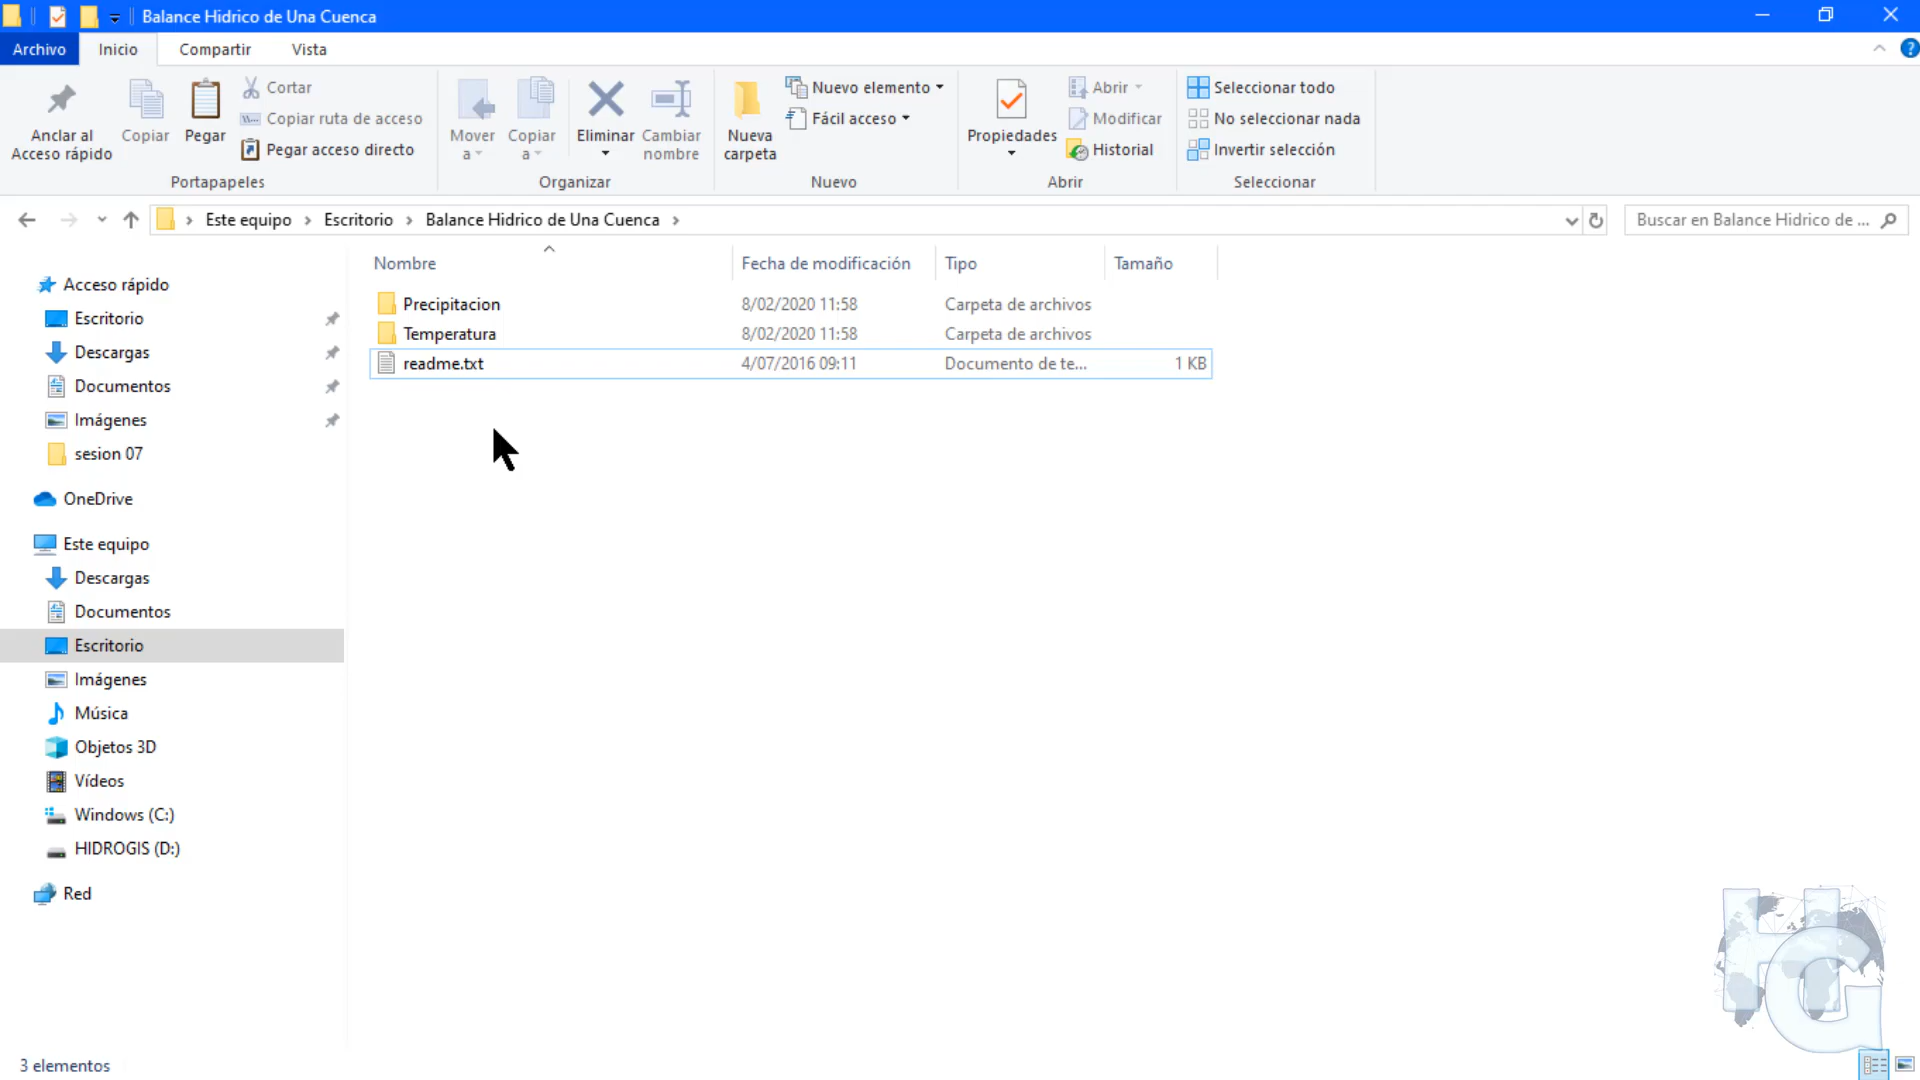 Balance Hidrico de Una Cuenca
Archivo Inicio Compartir Vista
Anclar al Acceso rápido
Copiar
Pegar
Cortar
Copiar ruta de acceso
Pegar acceso directo
Portapapeles
Mover a
Copiar a
Eliminar
Cambiar nombre
Organizar
Nueva carpeta
Nuevo elemento
Fácil acceso
Nuevo
Propiedades
Abrir
Modificar
Historial
Abrir
Seleccionar todo
No seleccionar nada
Invertir selección
Seleccionar
Este equipo > Escritorio > Balance Hidrico de Una Cuenca >
Buscar en Balance Hidrico de ...
Nombre Fecha de modificación Tipo Tamaño
Precipitacion 8/02/2020 11:58 Carpeta de archivos
Temperatura 8/02/2020 11:58 Carpeta de archivos
readme.txt 4/07/2016 09:11 Documento de te... 1 KB
Acceso rápido
Escritorio
Descargas
Documentos
Imágenes
sesion 07
OneDrive
Este equipo
Descargas
Documentos
Escritorio
Imágenes
Música
Objetos 3D
Vídeos
Windows (C:)
HIDROGIS (D:)
Red
HG
3 elementos